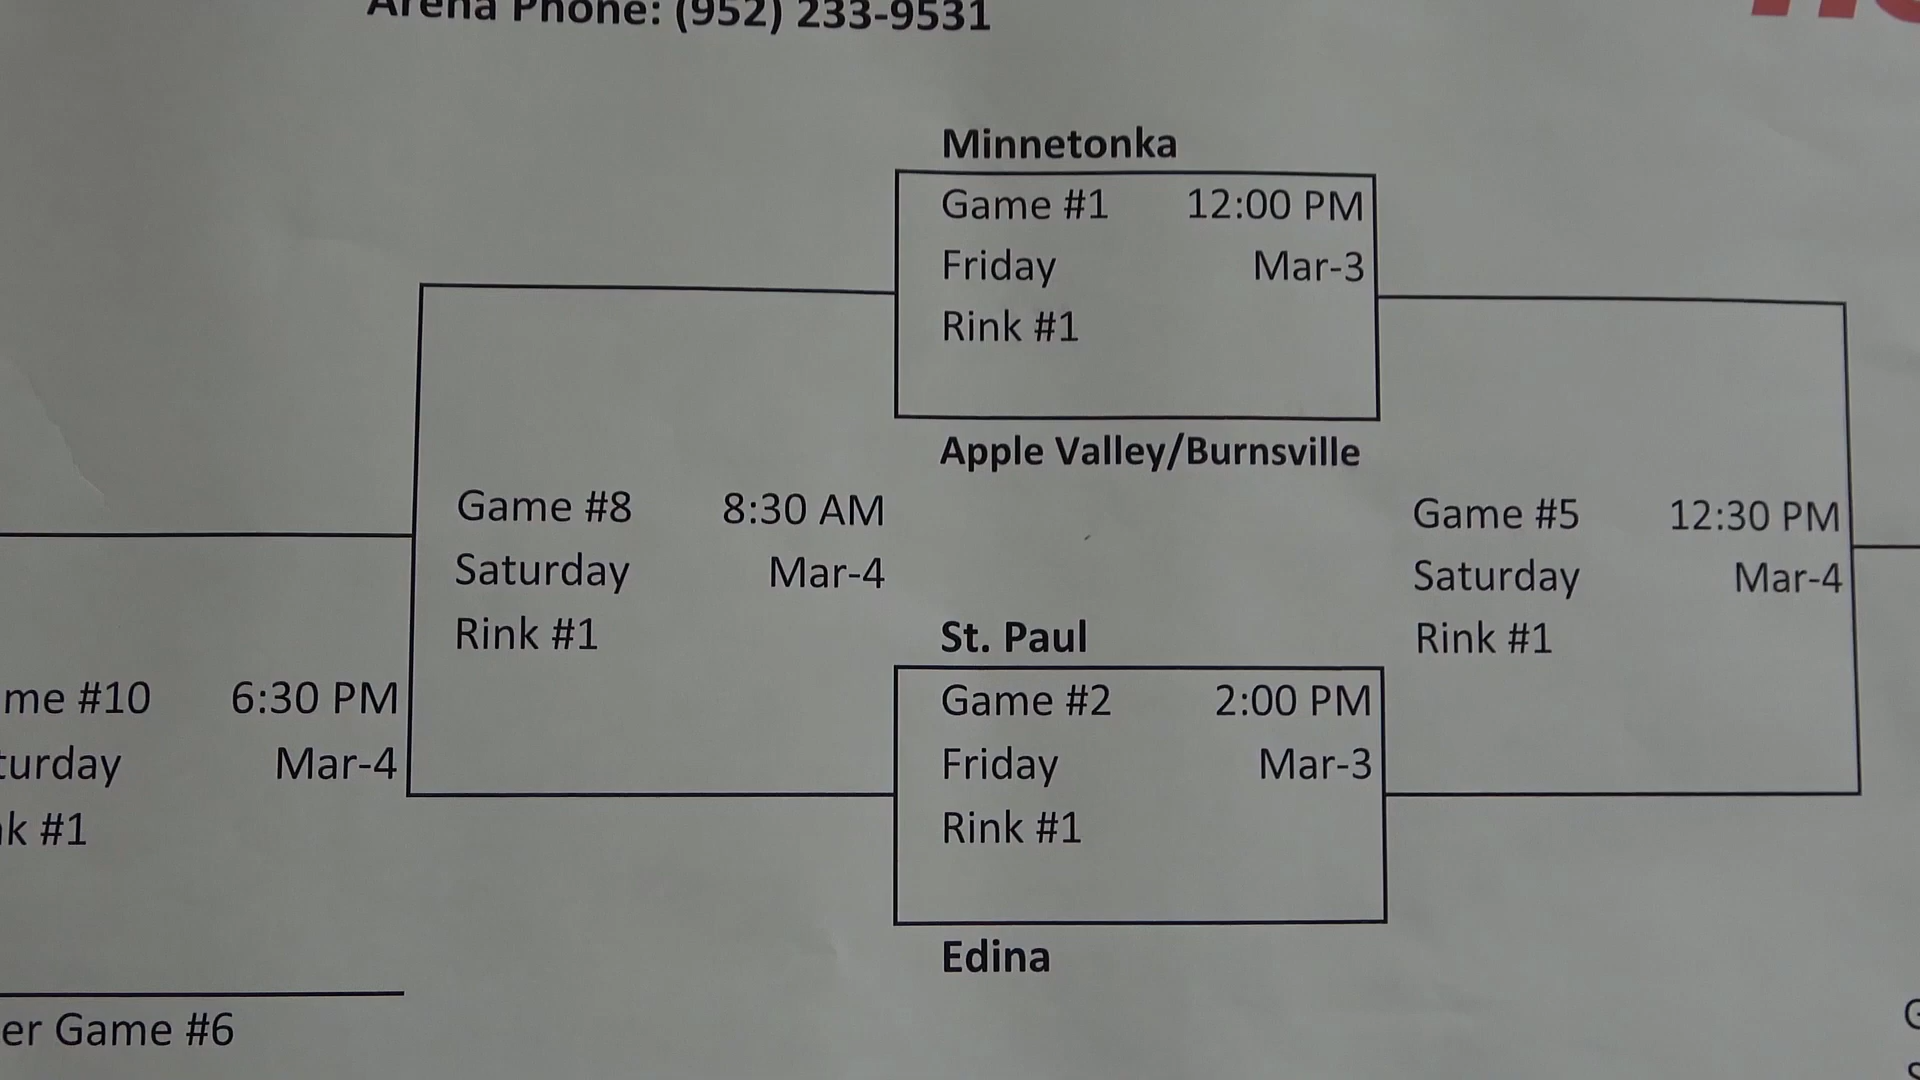 Arena Phone: (952) 233-9531
Minnetonka
Game #1 12:00 PM
Friday Mar-3
Rink #1
Apple Valley/Burnsville
Game #8 8:30 AM
Saturday Mar-4
Rink #1
Game #5 12:30 PM
Saturday Mar-4
Rink #1
St. Paul
Game #2 2:00 PM
Friday Mar-3
Rink #1
Edina
me #10 6:30 PM
turday Mar-4
k #1
er Game #6